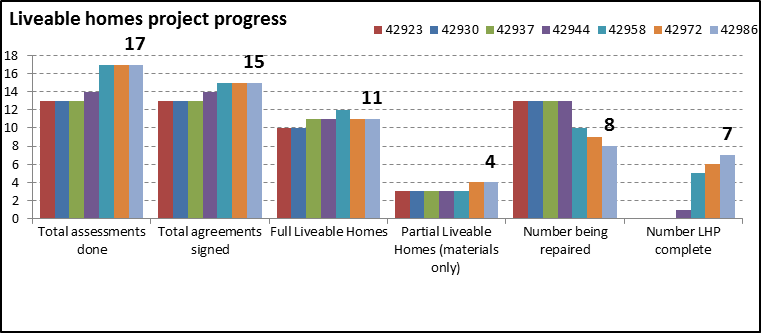 Liveable homes project progress
42923 42930 42937 42944 42958 42972 42986
18
16
14
12
10
8
6
4
2
0
17
15
11
4
8
7
Total assessments
done
Total agreements
signed
Full Liveable Homes
Partial Liveable
Homes (materials
only)
Number being
repaired
Number LHP
complete